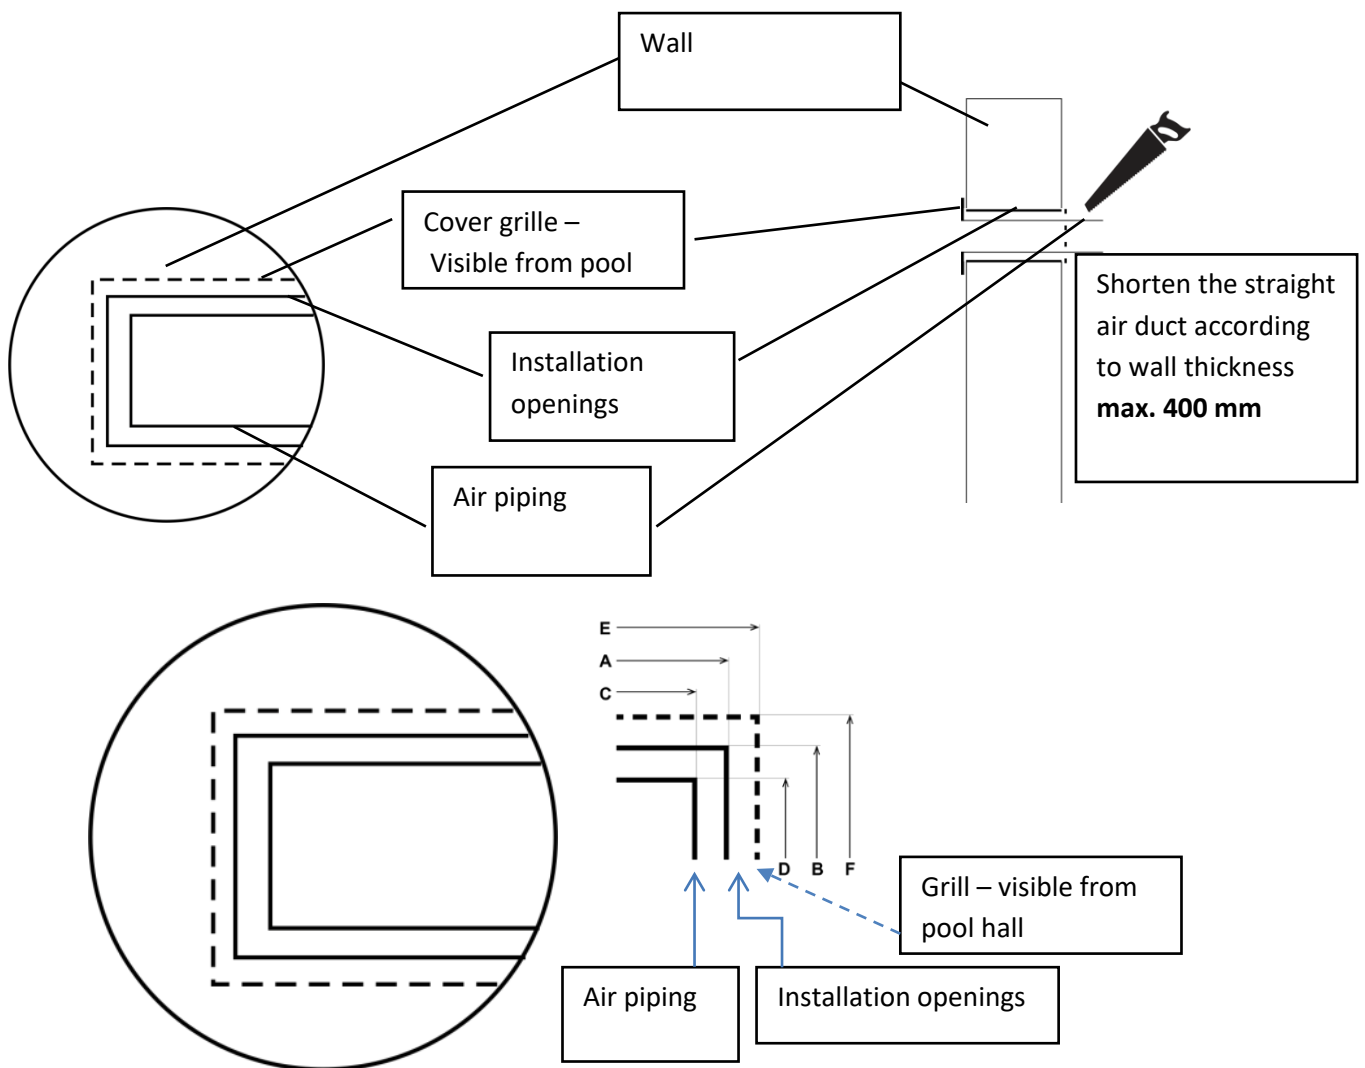 Wall
Cover grille –
Visible from pool
Shorten the straight
air duct according
to wall thickness
max. 400 mm
Installation
openings
Air piping
E
A
C
D
B
F
Grill – visible from
pool hall
Air piping
Installation openings